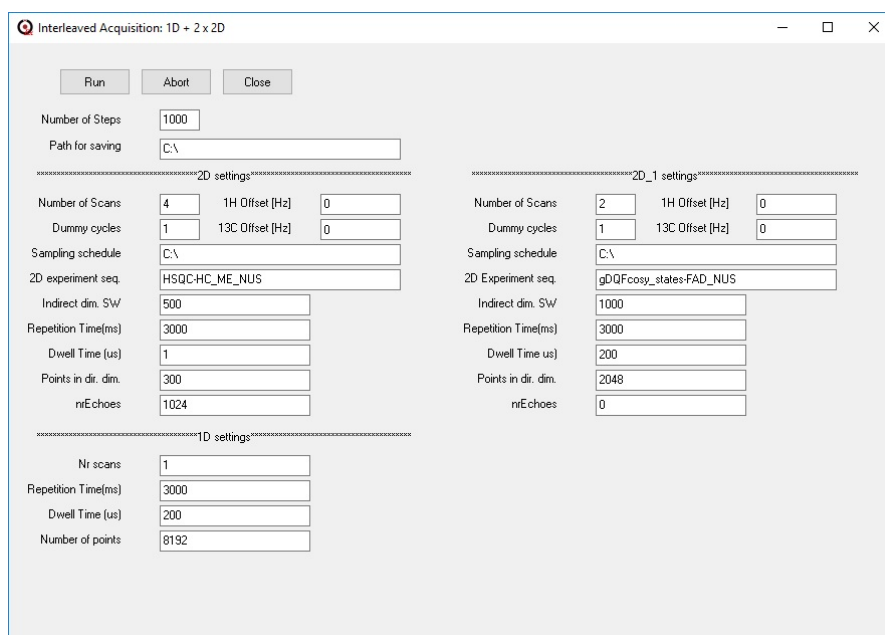 Interleaved Acquisition: 1D + 2 x 2D
Run Abort Close
Number of Steps 1000
Path for saving C:\
2D settings
Number of Scans 4 1H Offset [Hz] 0
Dummy cycles 1 13C Offset [Hz] 0
Sampling schedule C:\
2D experiment seq. HSQC-HC_ME_NUS
Indirect dim. SW 500
Repetition Time(ms) 3000
Dwell Time (us) 1
Points in dir. dim. 300
nrEchoes 1024
2D_1 settings
Number of Scans 2 1H Offset [Hz] 0
Dummy cycles 1 13C Offset [Hz] 0
Sampling schedule C:\
2D Experiment seq. gDQFcosy_states-FAD_NUS
Indirect dim. SW 1000
Repetition Time(ms) 3000
Dwell Time us) 200
Points in dir. dim. 2048
nrEchoes 0
1D settings
Nr scans 1
Repetition Time(ms) 3000
Dwell Time (us) 200
Number of points 8192